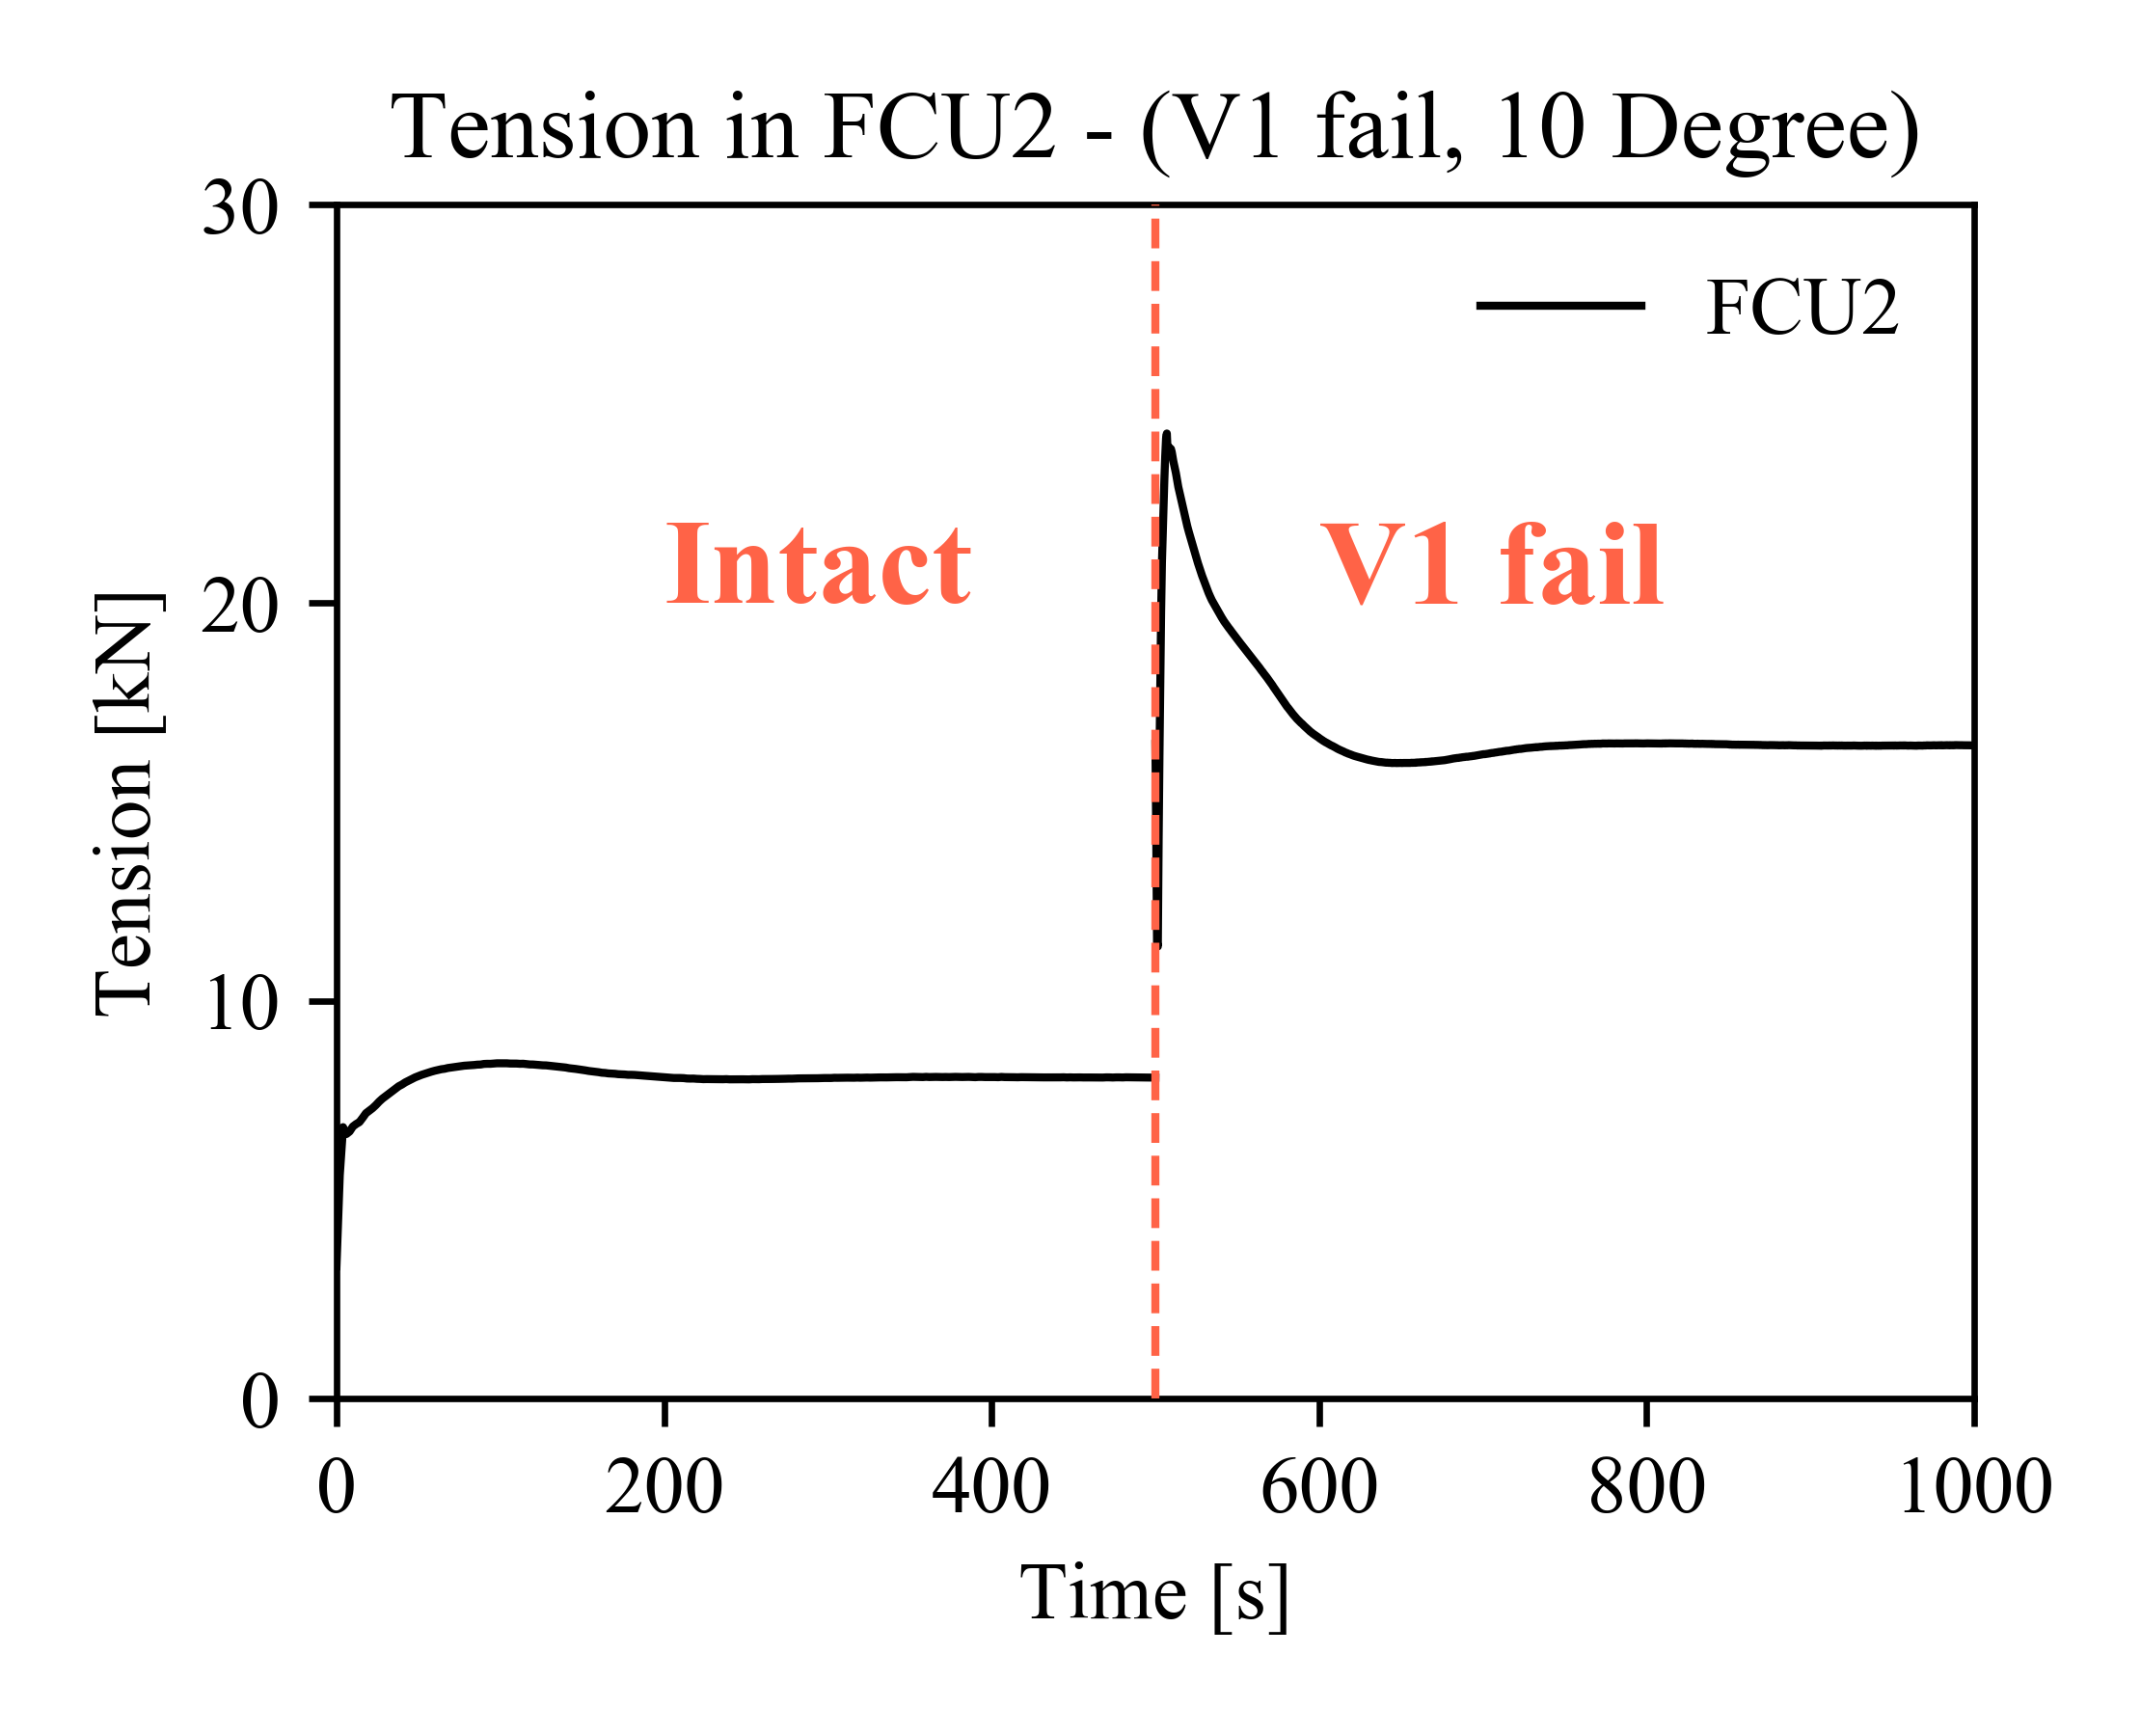 Tension in FCU2 - (V1 fail, 10 Degree)
30
FCU2
Intact
V1 fail
20
Tension [kN]
10
0
0 200 400 600 800 1000
Time [s]